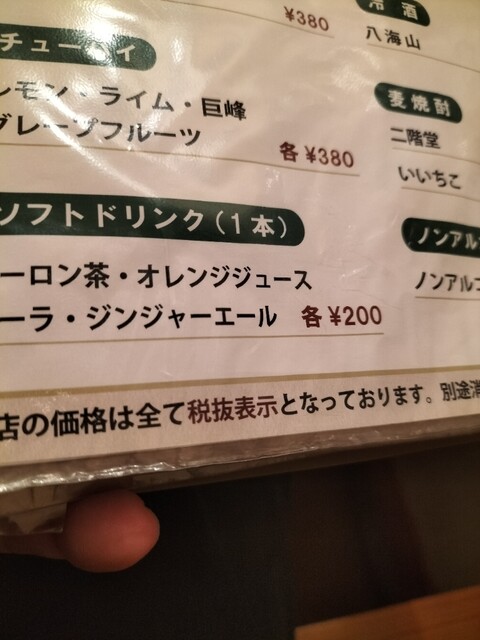 ¥380
チューハイ
レモン・ライム・巨峰
グレープフルーツ
各 ¥380
ソフトドリンク（1本）
ーロン茶・オレンジジュース
ーラ・ジンジャーエール 各 ¥200
店の価格は全て税抜表示となっております。別途消
冷酒
八海山
麦焼酎
二階堂
いいちこ
ノンアル
ノンアル